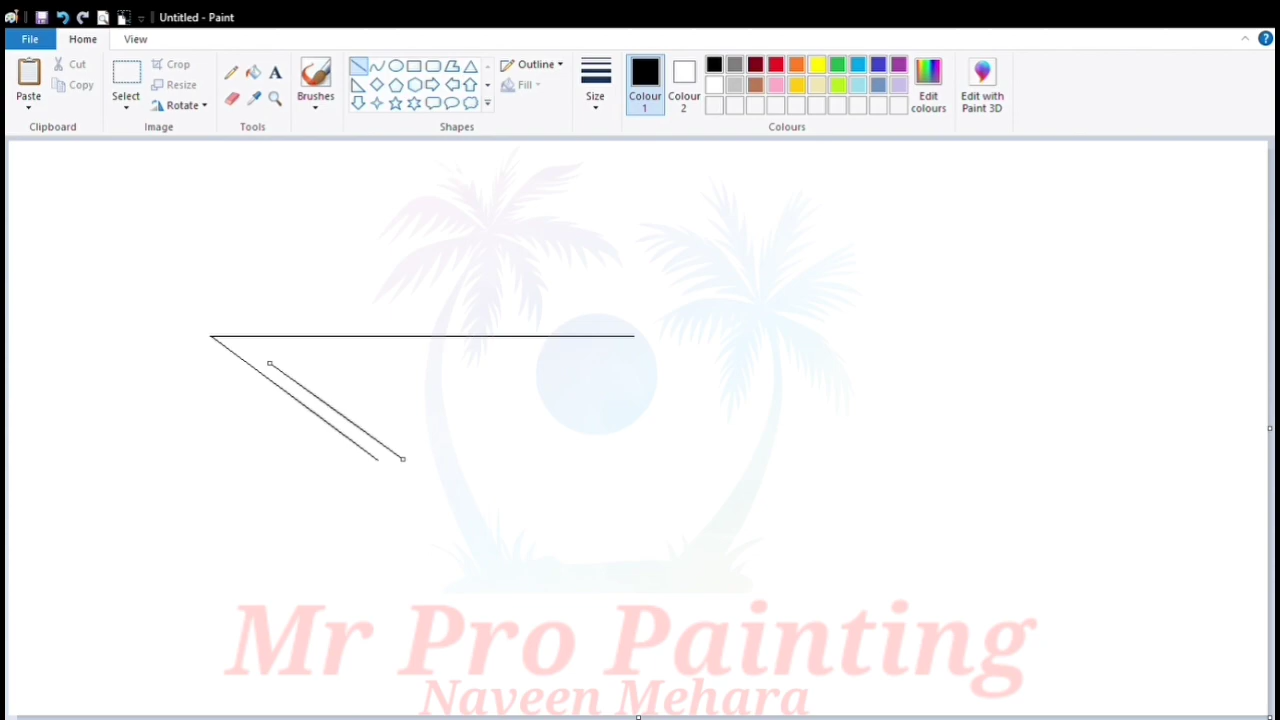 Untitled - Paint
File Home View
Paste
Cut
Copy
Clipboard
Select
Crop
Resize
Rotate
Image
Tools
Brushes
Shapes
Outline
Fill
Size
Colour 1
Colour 2
Edit colours
Colours
Edit with Paint 3D
Mr Pro Painting
Naveen Mehara